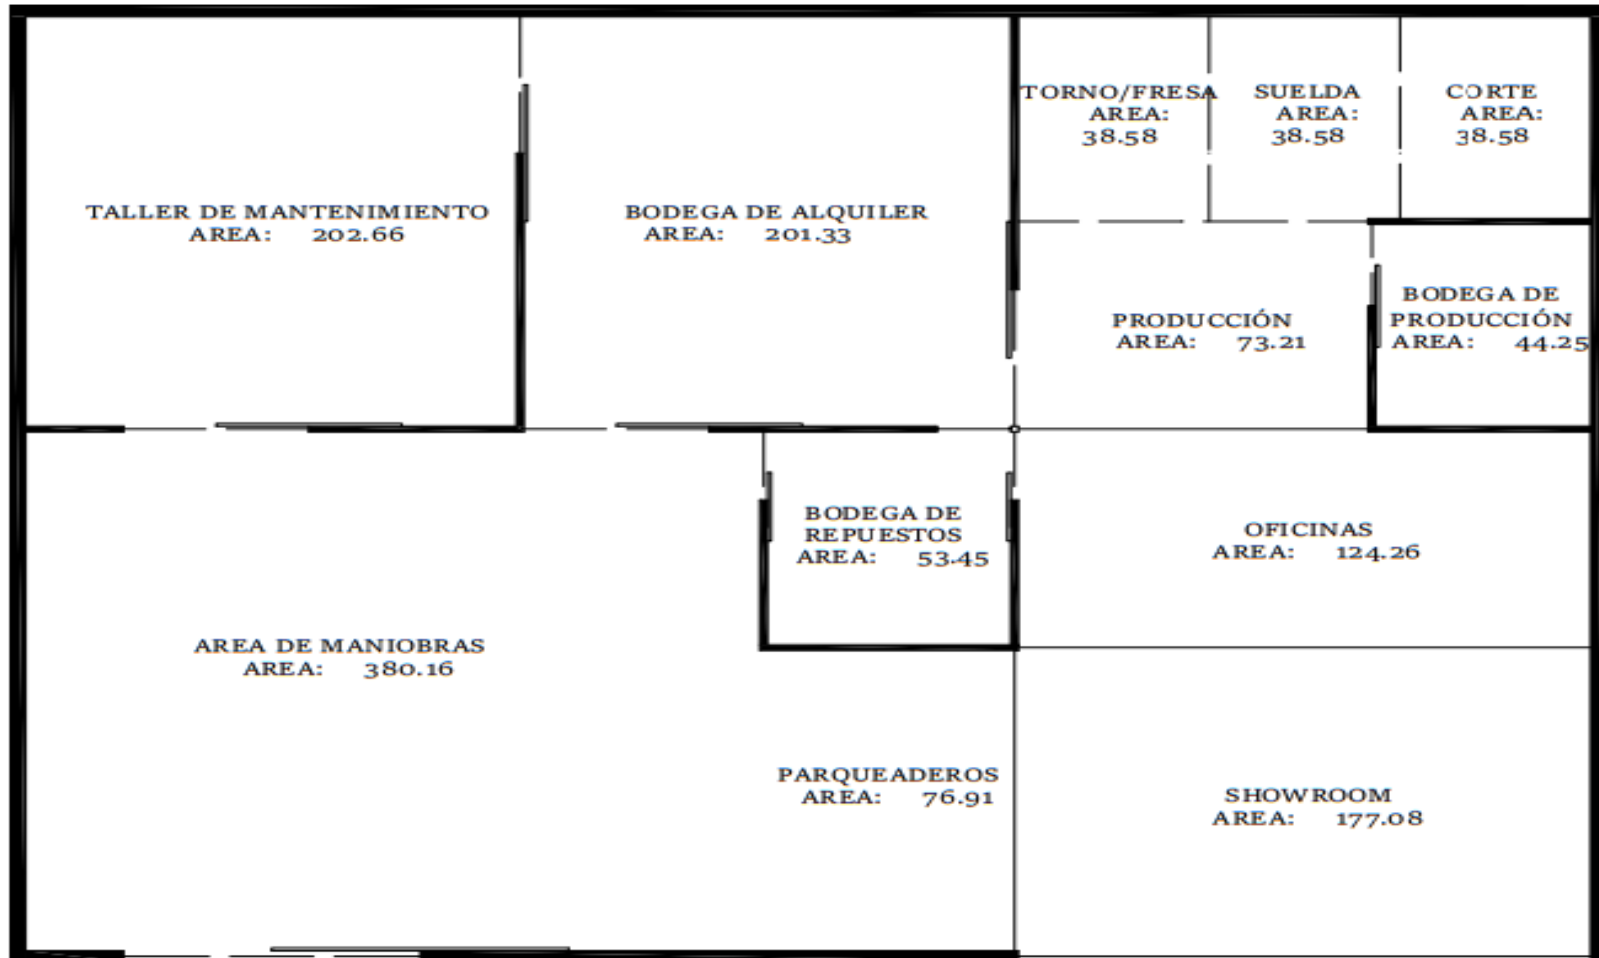 TORNO/FRESA
AREA:
38.58
SUELDA
AREA:
38.58
CORTE
AREA:
38.58
TALLER DE MANTENIMIENTO
AREA: 202.66
BODEGA DE ALQUILER
AREA: 201.33
PRODUCCIÓN
AREA: 73.21
BODEGA DE
PRODUCCIÓN
AREA: 44.25
BODEGA DE
REPUESTOS
AREA: 53.45
OFICINAS
AREA: 124.26
AREA DE MANIOBRAS
AREA: 380.16
PARQUEADEROS
AREA: 76.91
SHOWROOM
AREA: 177.08